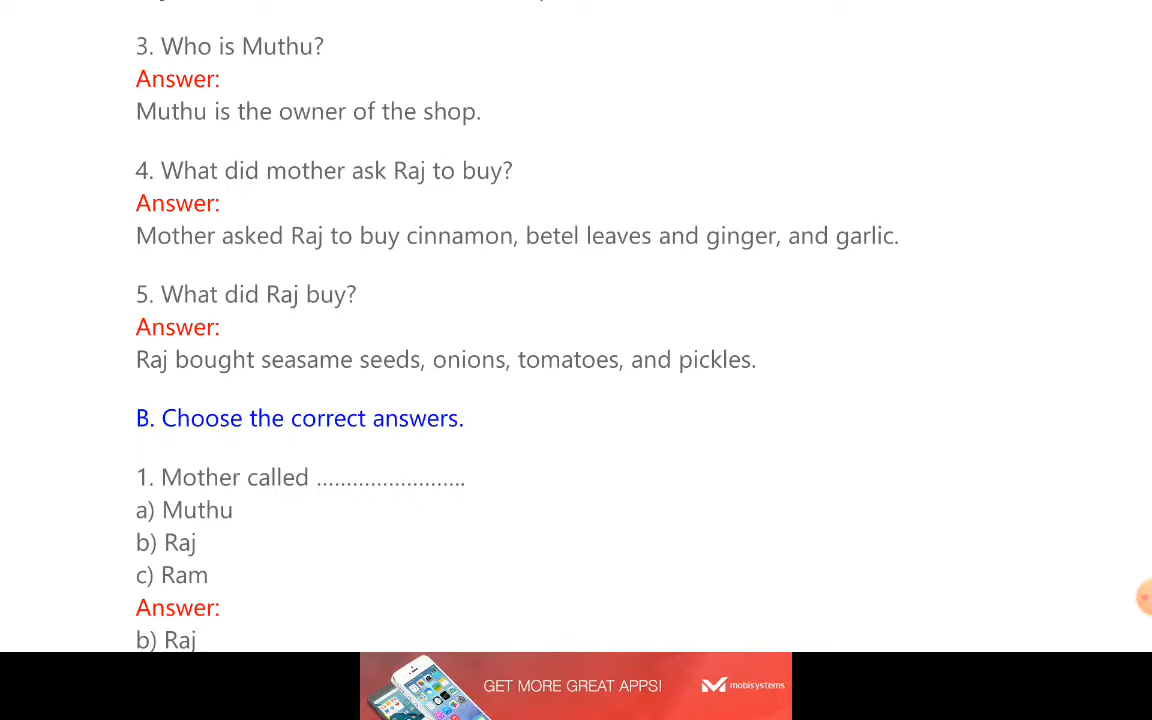 3. Who is Muthu?
Answer:
Muthu is the owner of the shop.
4. What did mother ask Raj to buy?
Answer:
Mother asked Raj to buy cinnamon, betel leaves and ginger, and garlic.
5. What did Raj buy?
Answer:
Raj bought seasame seeds, onions, tomatoes, and pickles.
B. Choose the correct answers.
1. Mother called .........................
a) Muthu
b) Raj
c) Ram
Answer:
b) Raj
GET MORE GREAT APPS!
mobisystems